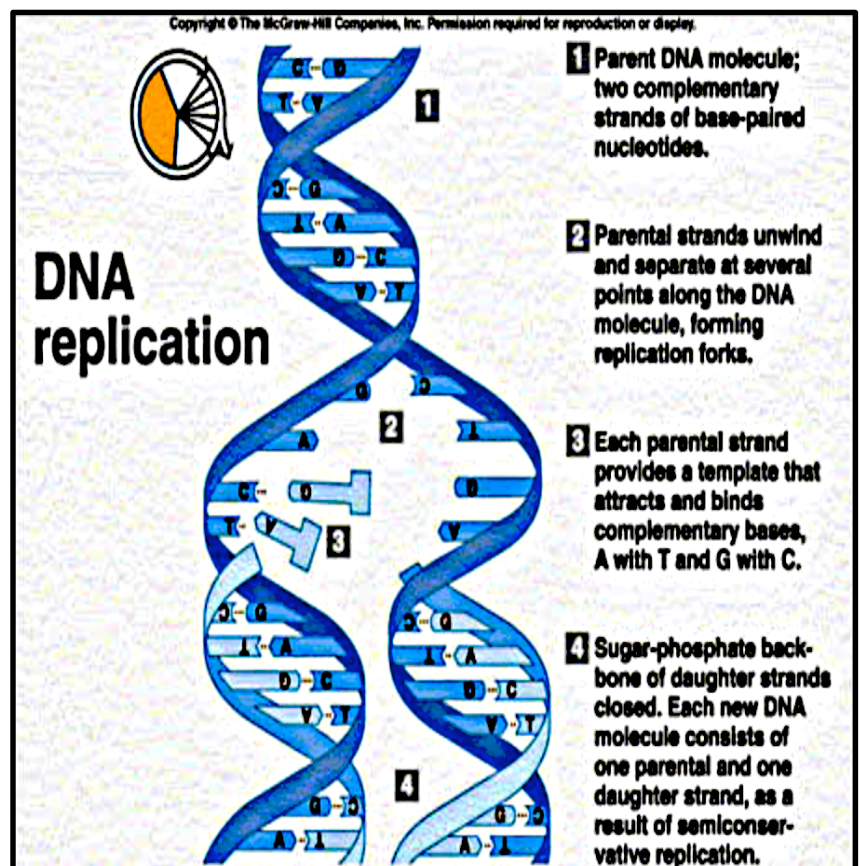 Copyright © The McGraw-Hill Companies, Inc. Permission required for reproduction or display.
DNA
replication
1 Parent DNA molecule;
two complementary
strands of base-paired
nucleotides.
2 Parental strands unwind
and separate at several
points along the DNA
molecule, forming
replication forks.
3 Each parental strand
provides a template that
attracts and binds
complementary bases,
A with T and G with C.
4 Sugar-phosphate back-
bone of daughter strands
closed. Each new DNA
molecule consists of
one parental and one
daughter strand, as a
result of semiconser-
vative replication.
C G
T A
1
C G
T A
G C
A T
G C
2
A T
C G G
T A A
3
C G C G
T A T A
G C G C
A T A T
4
G C G C
A T A T